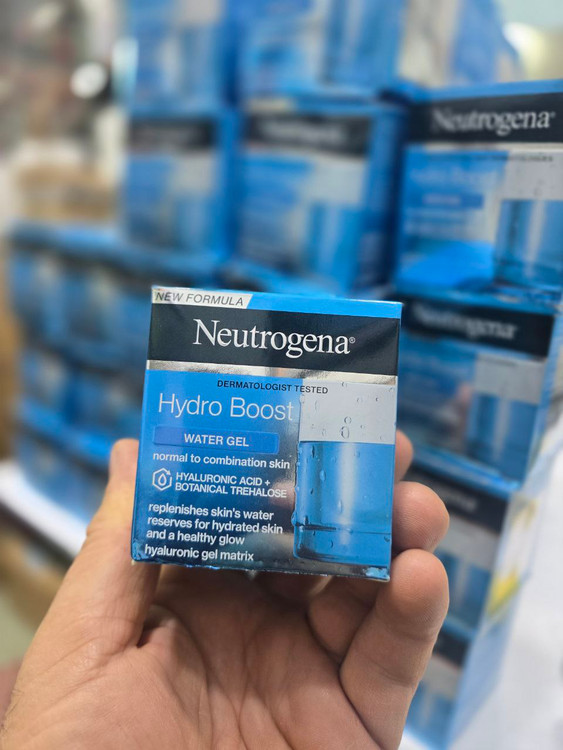 NEW FORMULA
Neutrogena®
DERMATOLOGIST TESTED
Hydro Boost
WATER GEL
normal to combination skin
HYALURONIC ACID +
BOTANICAL TREHALOSE
replenishes skin's water
reserves for hydrated skin
and a healthy glow
hyaluronic gel matrix
Neutrogena®
Neutrogena